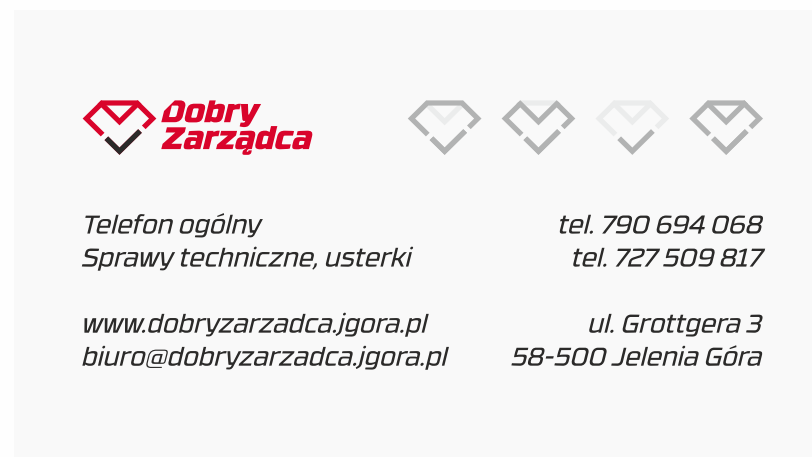 Dobry
Zarządca
Telefon ogólny tel. 790 694 068
Sprawy techniczne, usterki tel. 727 509 817
www.dobryzarzadca.jgora.pl ul. Grottgera 3
biuro@dobryzarzadca.jgora.pl 58-500 Jelenia Góra